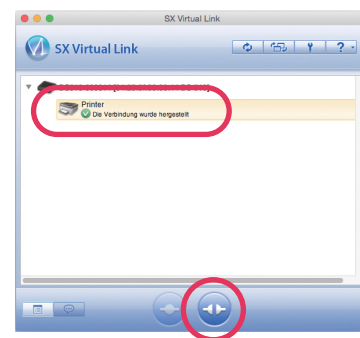 SX Virtual Link
SX Virtual Link
?
Printer
Die Verbindung wurde hergestellt